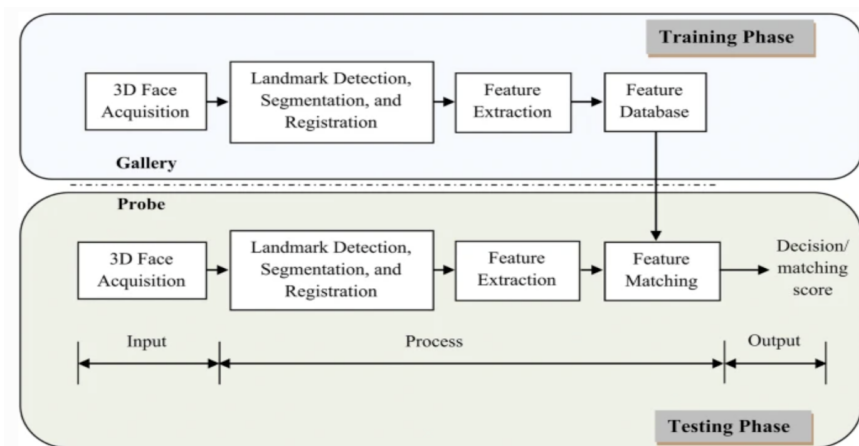 Training Phase
3D Face
Acquisition
Landmark Detection,
Segmentation, and
Registration
Feature
Extraction
Feature
Database
Gallery
Probe
3D Face
Acquisition
Landmark Detection,
Segmentation, and
Registration
Feature
Extraction
Feature
Matching
Decision/
matching
score
Input
Process
Output
Testing Phase